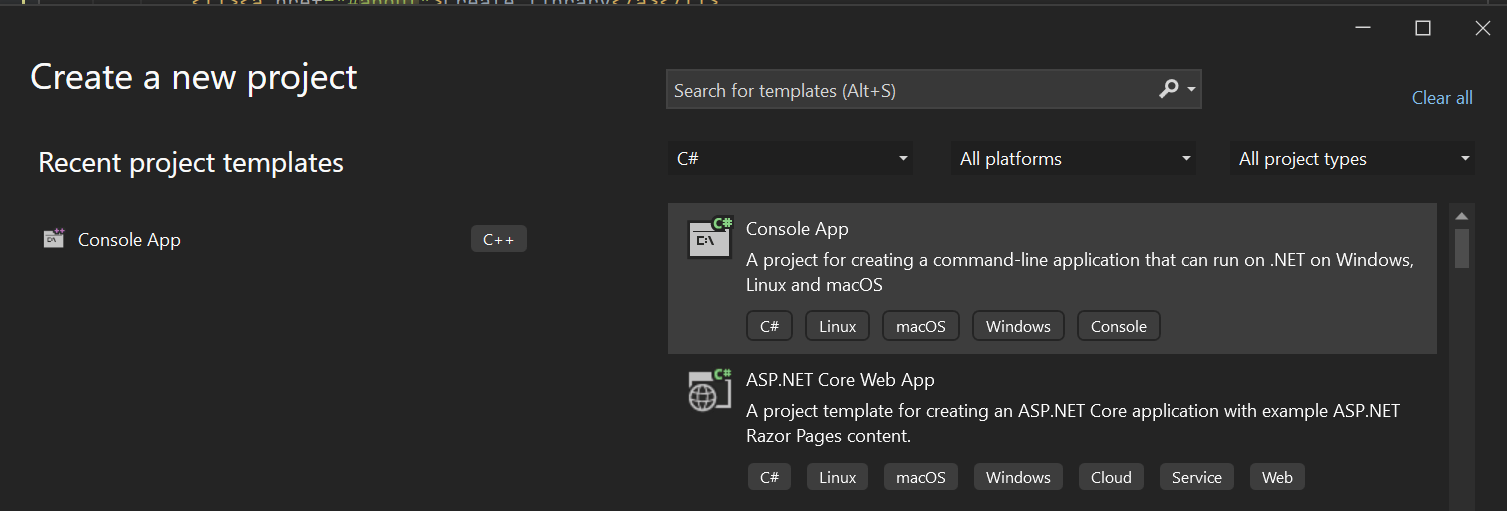 Create a new project
Search for templates (Alt+S)
Clear all
Recent project templates
C#
All platforms
All project types
Console App
C++
C#
C:\
Console App
A project for creating a command-line application that can run on .NET on Windows,
Linux and macOS
C# Linux macOS Windows Console
C#
ASP.NET Core Web App
A project template for creating an ASP.NET Core application with example ASP.NET
Razor Pages content.
C# Linux macOS Windows Cloud Service Web